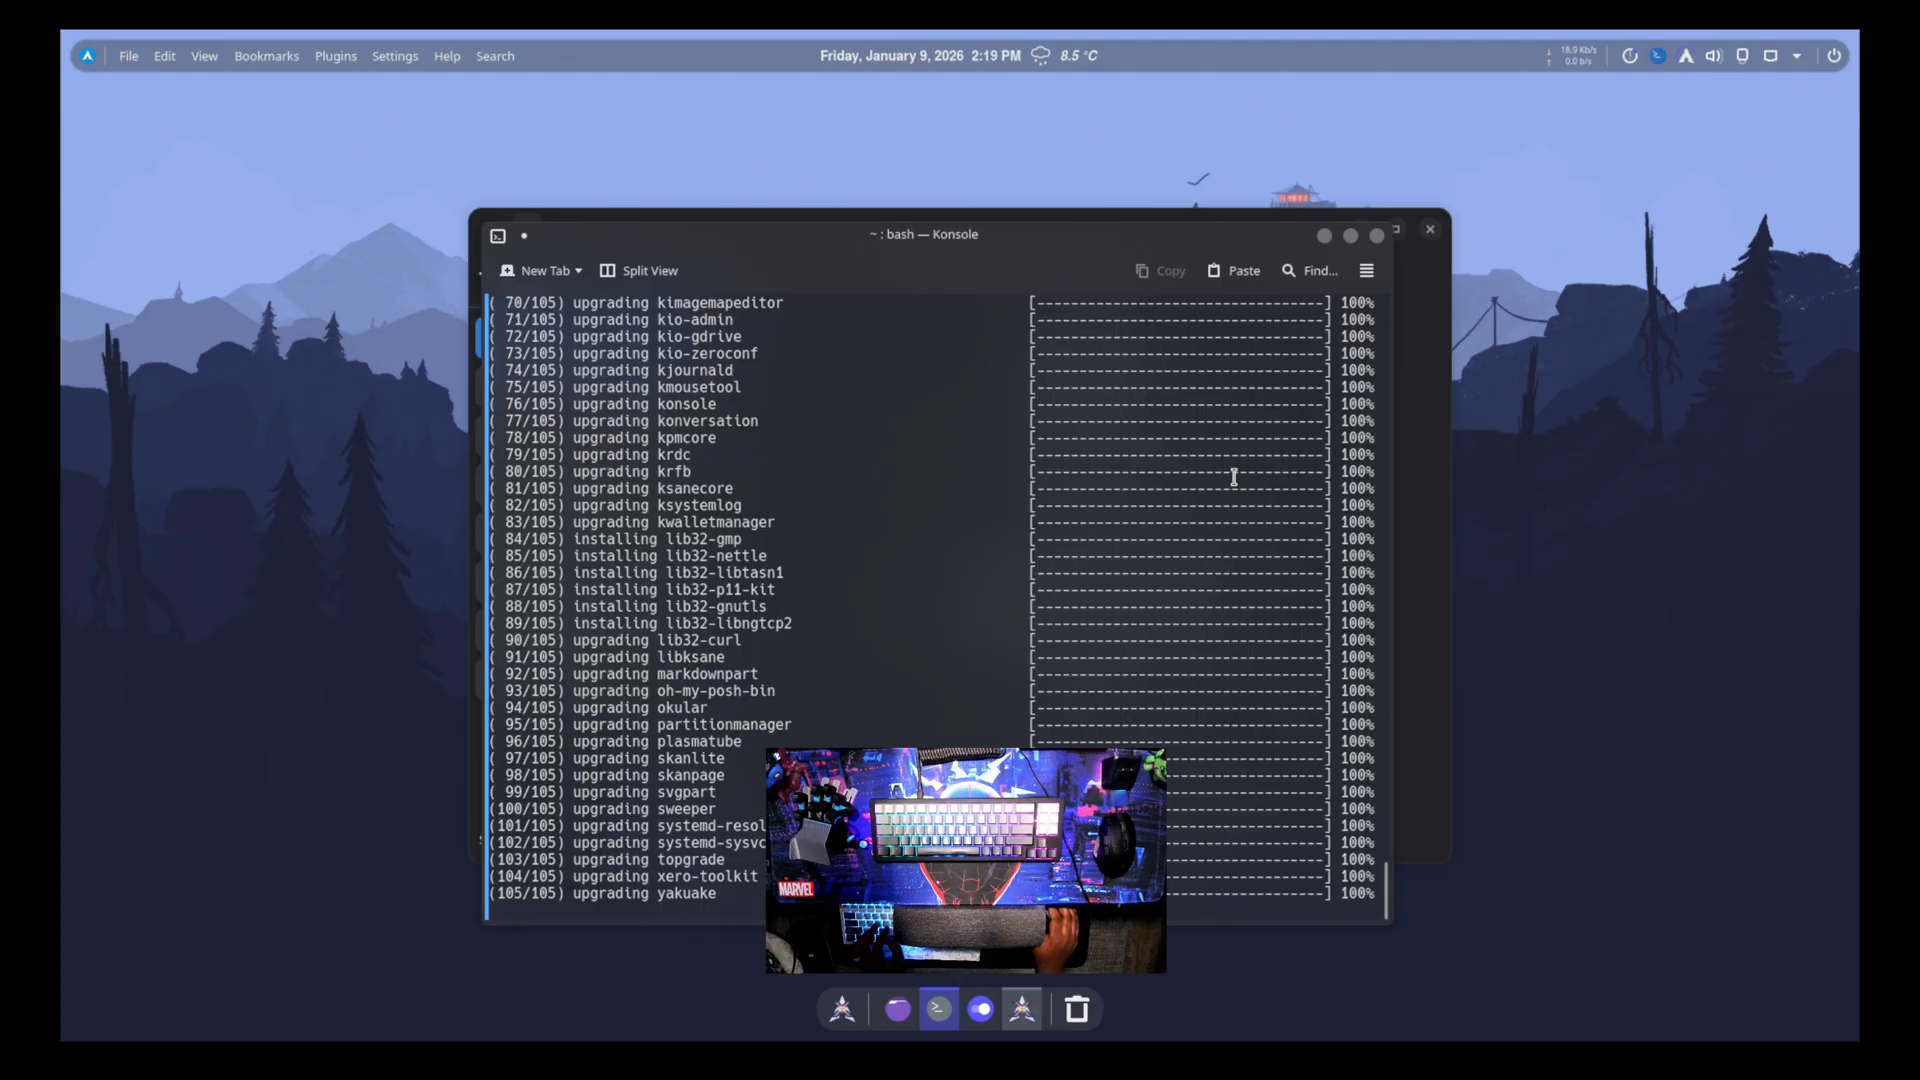 File Edit View Bookmarks Plugins Settings Help Search
Friday, January 9, 2026 2:19 PM 8.5 °C
18.9 Kb/s
0.0 b/s
~ : bash — Konsole
New Tab Split View Copy Paste Find...
( 70/105) upgrading kimagemapeditor [----------------------------------] 100%
( 71/105) upgrading kio-admin [----------------------------------] 100%
( 72/105) upgrading kio-gdrive [----------------------------------] 100%
( 73/105) upgrading kio-zeroconf [----------------------------------] 100%
( 74/105) upgrading kjournald [----------------------------------] 100%
( 75/105) upgrading kmousetool [----------------------------------] 100%
( 76/105) upgrading konsole [----------------------------------] 100%
( 77/105) upgrading konversation [----------------------------------] 100%
( 78/105) upgrading kpmcore [----------------------------------] 100%
( 79/105) upgrading krdc [----------------------------------] 100%
( 80/105) upgrading krfb [----------------------------------] 100%
( 81/105) upgrading ksanecore [----------------------------------] 100%
( 82/105) upgrading ksystemlog [----------------------------------] 100%
( 83/105) upgrading kwalletmanager [----------------------------------] 100%
( 84/105) installing lib32-gmp [----------------------------------] 100%
( 85/105) installing lib32-nettle [----------------------------------] 100%
( 86/105) installing lib32-libtasn1 [----------------------------------] 100%
( 87/105) installing lib32-p11-kit [----------------------------------] 100%
( 88/105) installing lib32-gnutls [----------------------------------] 100%
( 89/105) installing lib32-libngtcp2 [----------------------------------] 100%
( 90/105) upgrading lib32-curl [----------------------------------] 100%
( 91/105) upgrading libksane [----------------------------------] 100%
( 92/105) upgrading markdownpart [----------------------------------] 100%
( 93/105) upgrading oh-my-posh-bin [----------------------------------] 100%
( 94/105) upgrading okular [----------------------------------] 100%
( 95/105) upgrading partitionmanager [----------------------------------] 100%
( 96/105) upgrading plasmatube [----------------------------------] 100%
( 97/105) upgrading skanlite -------------------] 100%
( 98/105) upgrading skanpage -------------------] 100%
( 99/105) upgrading svgpart -------------------] 100%
(100/105) upgrading sweeper -------------------] 100%
(101/105) upgrading systemd-resol -------------------] 100%
(102/105) upgrading systemd-sysvc -------------------] 100%
(103/105) upgrading topgrade -------------------] 100%
(104/105) upgrading xero-toolkit -------------------] 100%
(105/105) upgrading yakuake -------------------] 100%
MARVEL